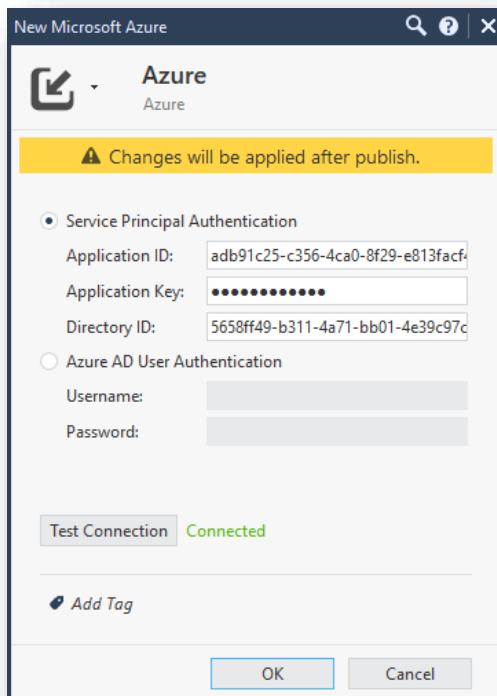 New Microsoft Azure
Azure
Azure
Changes will be applied after publish.
Service Principal Authentication
Application ID: adb91c25-c356-4ca0-8f29-e813facf4
Application Key: ••••••••••••
Directory ID: 5658ff49-b311-4a71-bb01-4e39c97c
Azure AD User Authentication
Username:
Password:
Test Connection Connected
Add Tag
OK Cancel